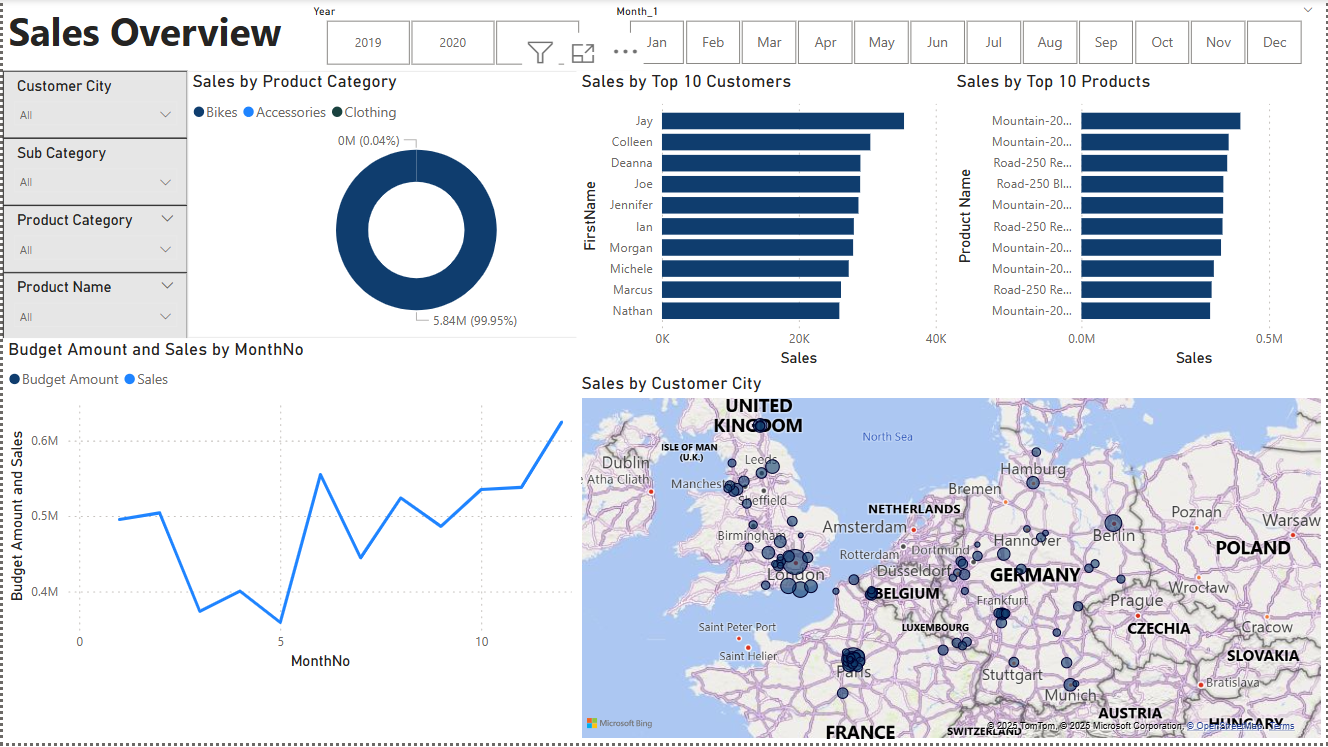 Sales Overview
Year
2019
2020
Month_1
Jan
Feb
Mar
Apr
May
Jun
Jul
Aug
Sep
Oct
Nov
Dec
Customer City
All
Sub Category
All
Product Category
All
Product Name
All
Sales by Product Category
Bikes Accessories Clothing
0M (0.04%)
5.84M (99.95%)
Sales by Top 10 Customers
FirstName
Jay
Colleen
Deanna
Joe
Jennifer
Ian
Morgan
Michele
Marcus
Nathan
0K 20K 40K
Sales
Sales by Top 10 Products
Product Name
Mountain-20...
Mountain-20...
Road-250 Re...
Road-250 Bl...
Mountain-20...
Road-250 Re...
Mountain-20...
Mountain-20...
Road-250 Re...
Mountain-20...
0.0M 0.5M
Sales
Budget Amount and Sales by MonthNo
Budget Amount Sales
Budget Amount and Sales
0.6M
0.5M
0.4M
0 5 10
MonthNo
Sales by Customer City
UNITED
KINGDOM
North Sea
ISLE OF MAN
(U.K.)
Leeds
Dublin
e Atha Cliath)
Manchest
Sheffield
Hamburg
Bremen
NETHERLANDS
Amsterdam
Birmingham
Poznan
Warsaw
Berlin
Hannover
POLAND
Rotterdam
Dortmund
London
Düsseldorf
GERMANY
Wrocław
BELGIUM
Frankfurt
Prague
Saint Peter Port
LUXEMBOURG
CZECHIA
Cracow
Saint Helier
SLOVAKIA
Paris
Stuttgart
Munich
Bratislava
AUSTRIA
HUNGARY
FRANCE
SWITZERLAND
Microsoft Bing
© 2025 TomTom, © 2025 Microsoft Corporation, © OpenStreetMap Terms